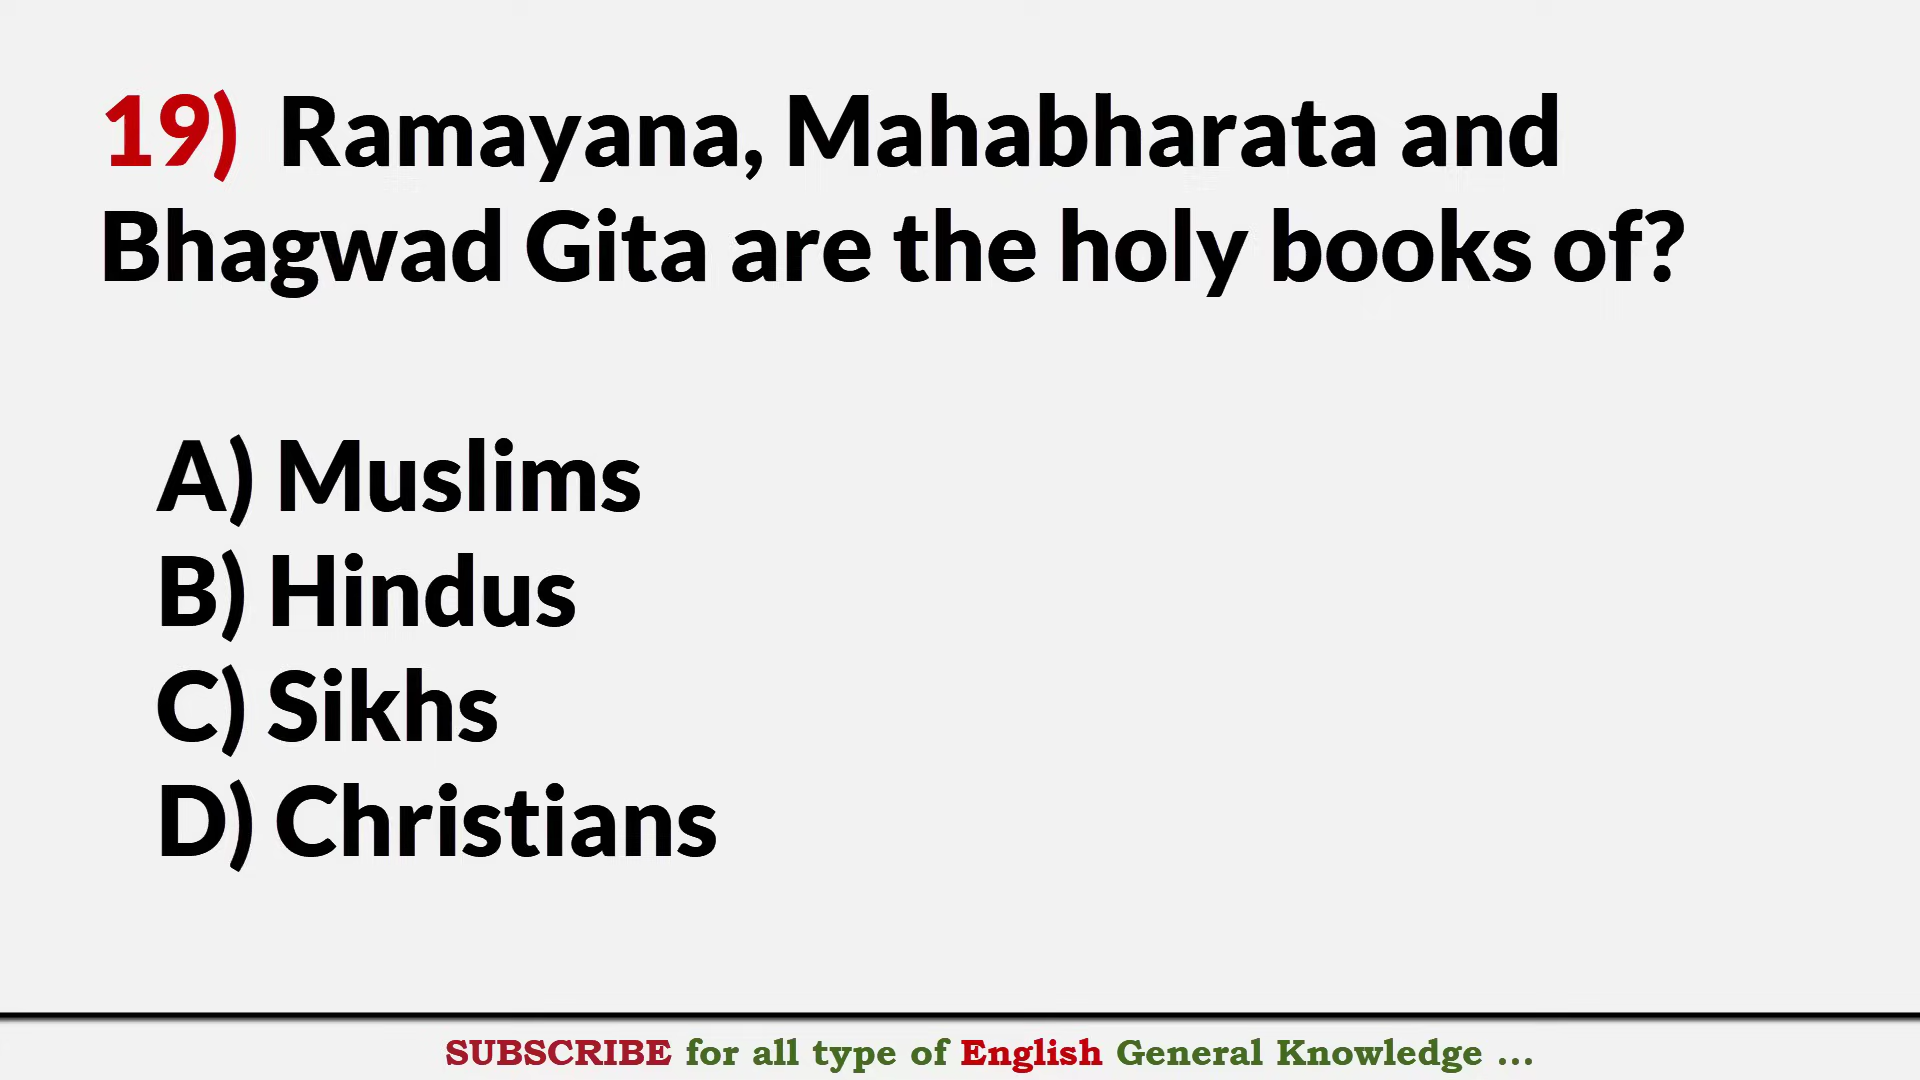 19) Ramayana, Mahabharata and
Bhagwad Gita are the holy books of?
A) Muslims
B) Hindus
C) Sikhs
D) Christians
SUBSCRIBE for all type of English General Knowledge ...